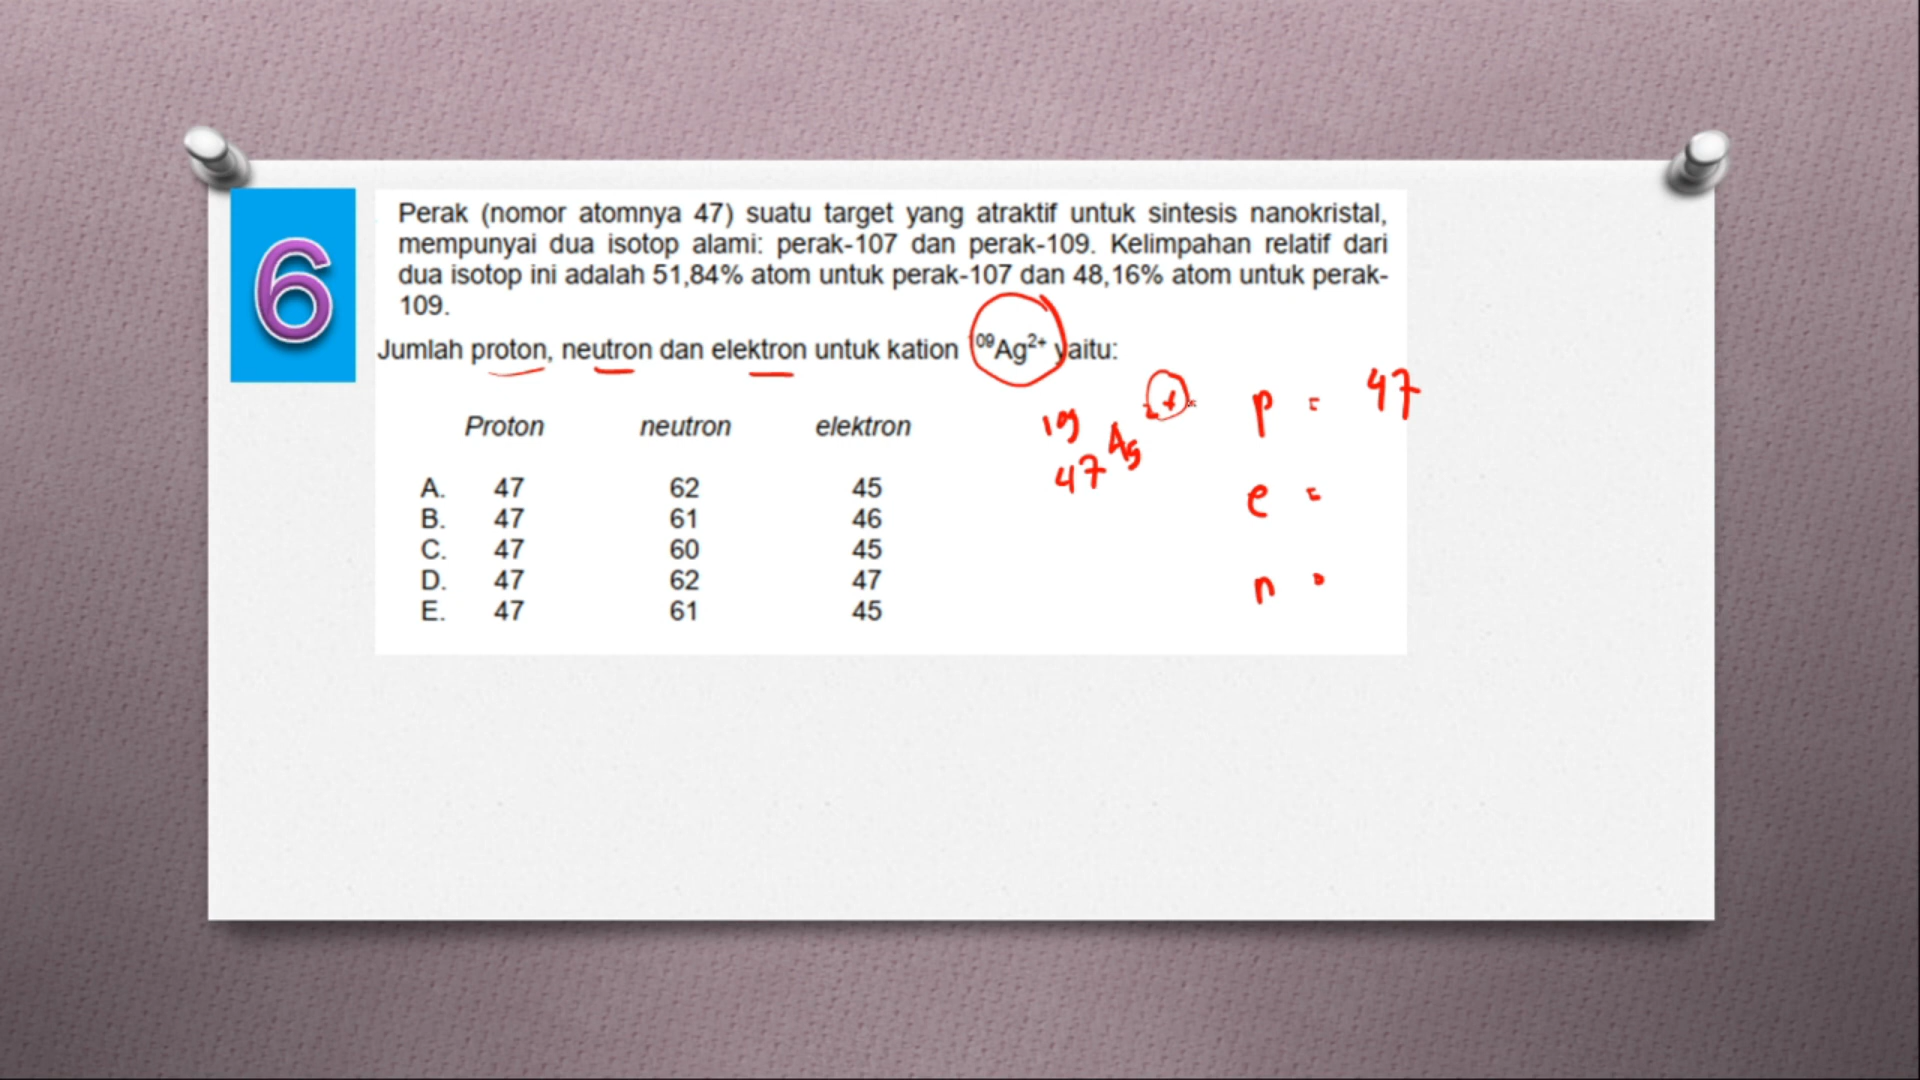 6
Perak (nomor atomnya 47) suatu target yang atraktif untuk sintesis nanokristal,
mempunyai dua isotop alami: perak-107 dan perak-109. Kelimpahan relatif dari
dua isotop ini adalah 51,84% atom untuk perak-107 dan 48,16% atom untuk perak-
109.
Jumlah proton, neutron dan elektron untuk kation ¹⁰⁹Ag²⁺ yaitu:
Proton neutron elektron
A. 47 62 45
B. 47 61 46
C. 47 60 45
D. 47 62 47
E. 47 61 45
2+
47 Ag
p = 47
e =
n